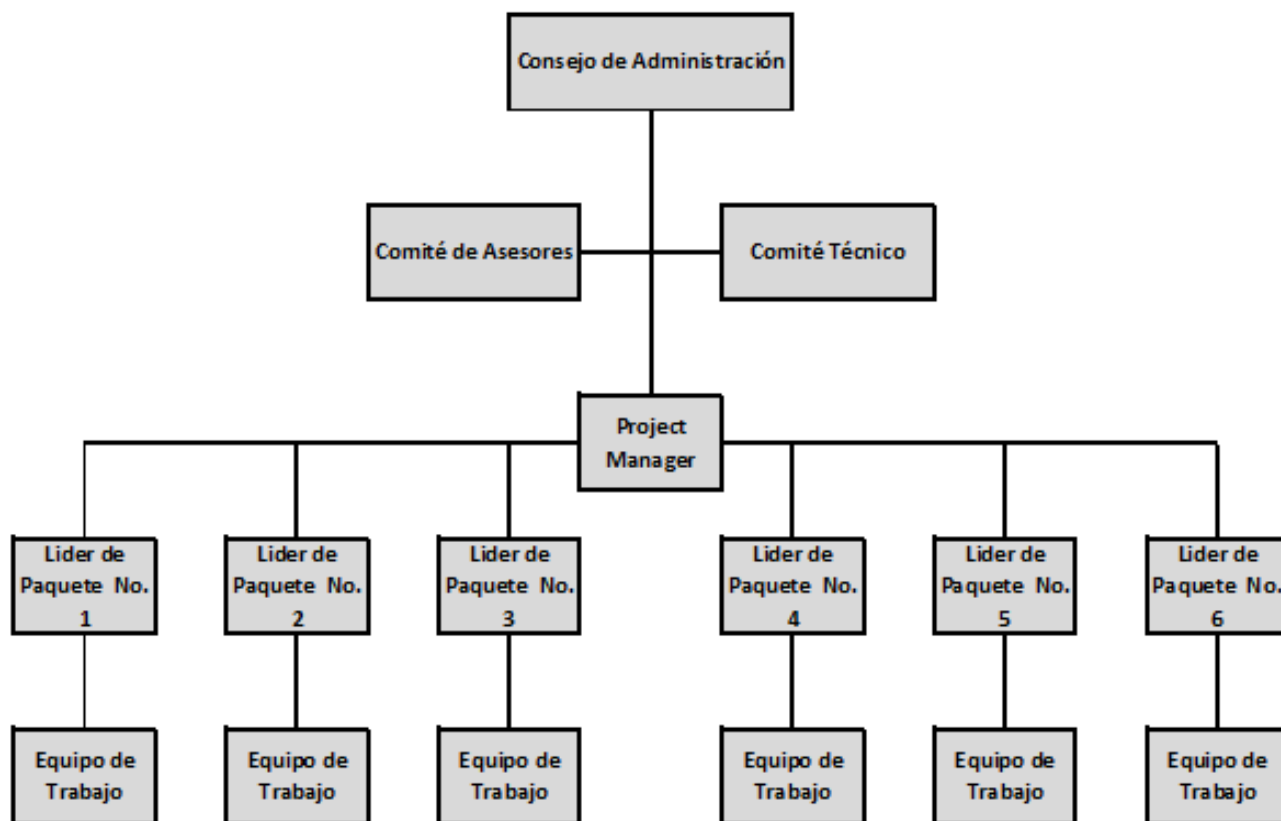 Consejo de Administración
Comité de Asesores
Comité Técnico
Project
Manager
Lider de
Paquete No.
1
Lider de
Paquete No.
2
Lider de
Paquete No.
3
Lider de
Paquete No.
4
Lider de
Paquete No.
5
Lider de
Paquete No.
6
Equipo de
Trabajo
Equipo de
Trabajo
Equipo de
Trabajo
Equipo de
Trabajo
Equipo de
Trabajo
Equipo de
Trabajo